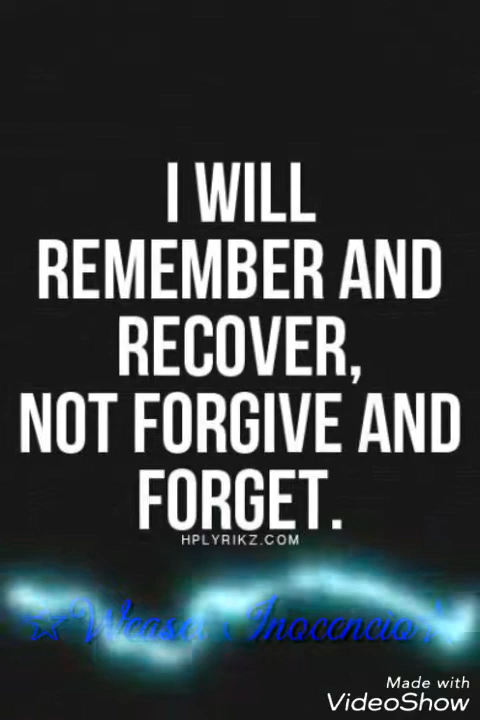 I WILL
REMEMBER AND
RECOVER,
NOT FORGIVE AND
FORGET.
HPLYRIKZ.COM
☆ Inocencio
Made with
VideoShow